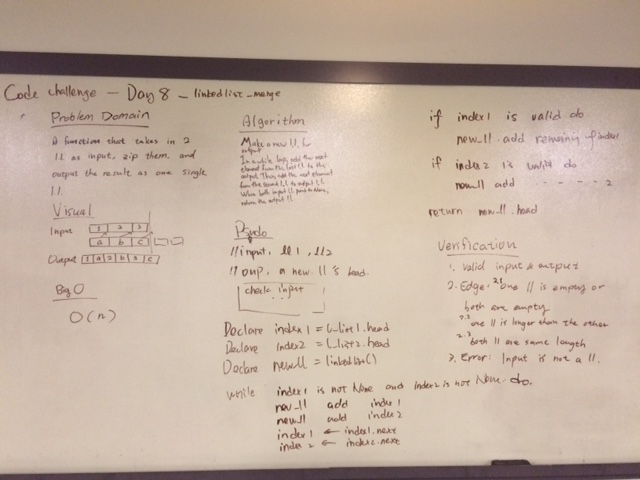 Code challenge - Day 8 - linkedlist_merge
Problem Domain
A function that takes in 2
ll as input, zip them, and
output the result as one single
ll.
Visual
Input
1 2 3
a b c
Output 1 a 2 b 3 c
Big O
O(n)
Algorithm
Make a new ll,
output
In a while loop, add the next
element from the first ll to the
output. Then add the next element
from the second ll to output ll.
When both input ll point to None,
return the output ll.
Psudo
// input, ll1, ll2
// oup, a new ll's head.
check input
Declare index1 = L_list1.head
Declare index2 = L_list2.head
Declare newll = linkedlist()
while index1 is not None and index2 is not None do.
new_ll add index1
newll add index2
index1 ← index1.next
index2 ← index2.next
if index1 is valid do
new_ll.add remaining of index1
if index2 is valid do
newll add - - - - - - 2
return newll.head
Verification
1. Valid input & output
2. Edge: 2.1 one ll is empty or
both are empty
2.2 one ll is longer than the other
2.3 both ll are same length
3. Error: Input is not a ll.